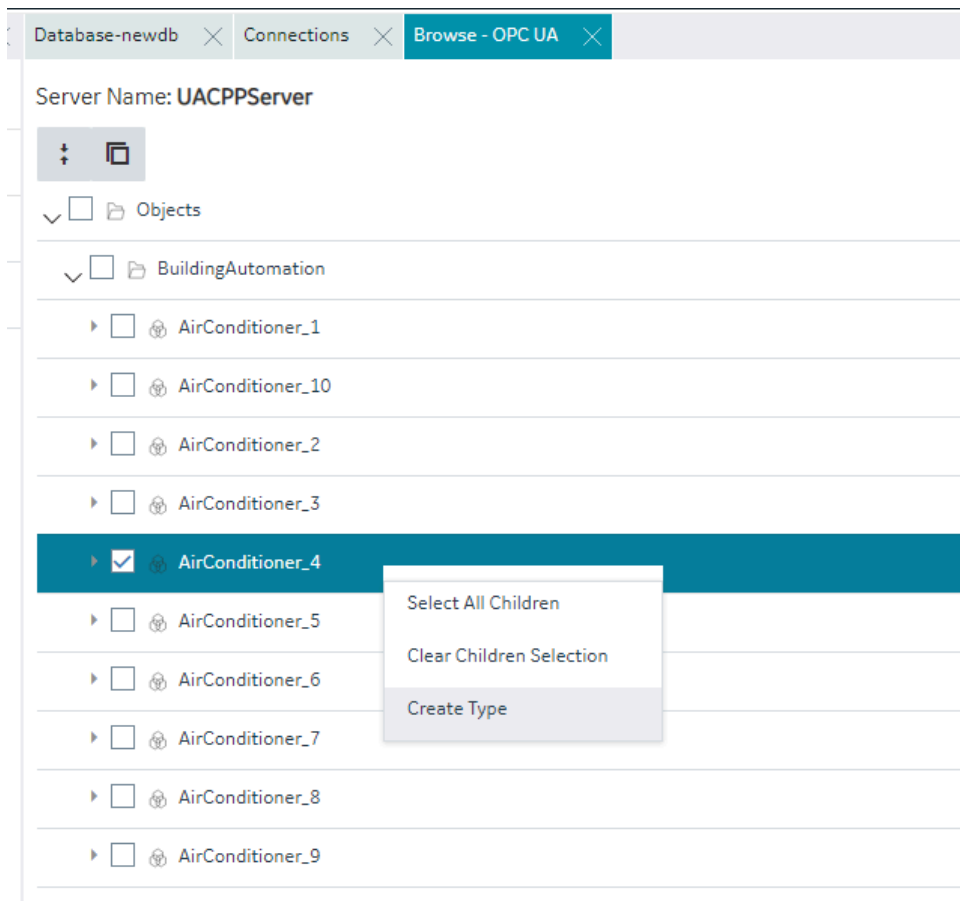 Database-newdb Connections Browse - OPC UA
Server Name: UACPPServer
Objects
BuildingAutomation
AirConditioner_1
AirConditioner_10
AirConditioner_2
AirConditioner_3
AirConditioner_4
Select All Children
AirConditioner_5
Clear Children Selection
AirConditioner_6
Create Type
AirConditioner_7
AirConditioner_8
AirConditioner_9